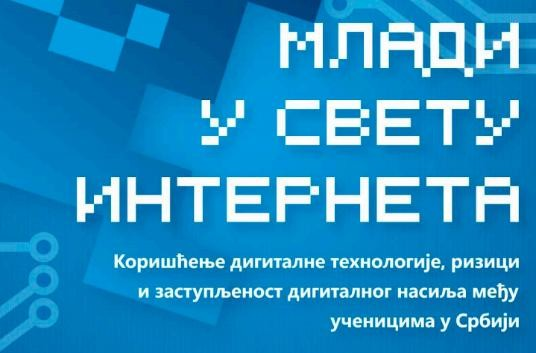 МЛАДИ
У СВЕТУ
ИНТЕРНЕТА
Коришћење дигиталне технологије, ризици
и заступљеност дигиталног насиља међу
ученицима у Србији